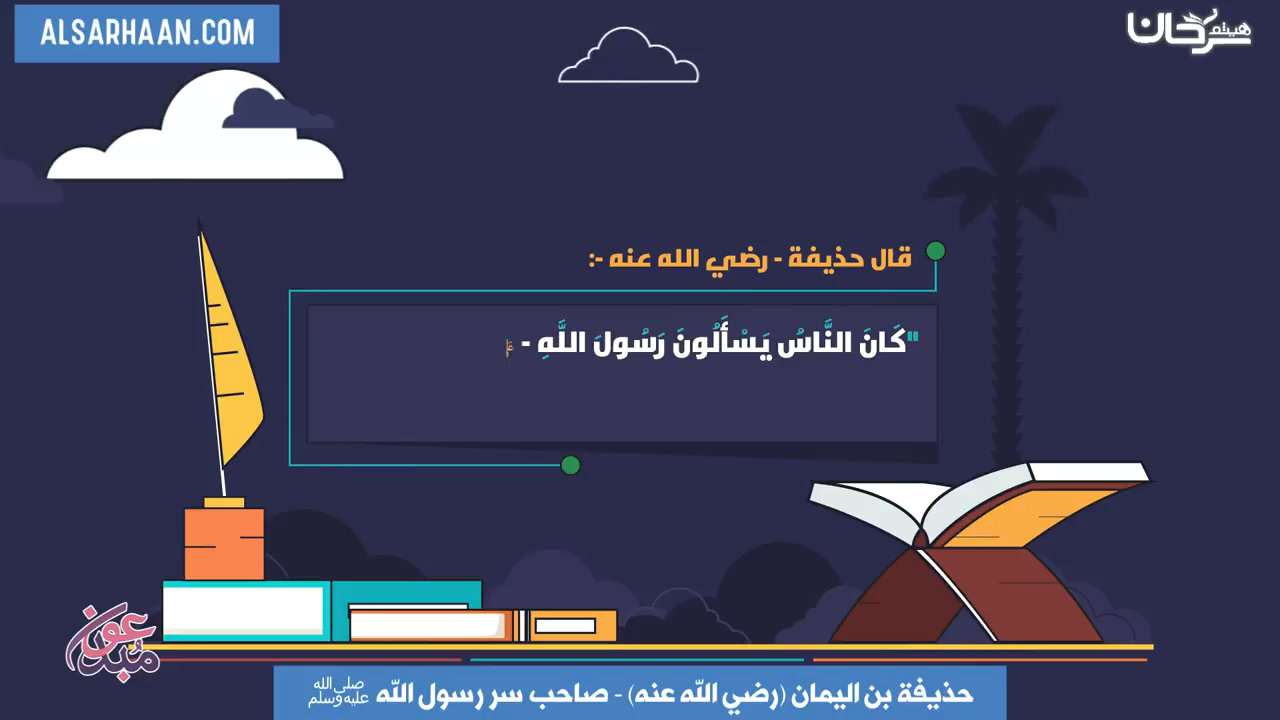 ALSARHAAN.COM
هيثم سرحان
قال حذيفة - رضي الله عنه -:
"كَانَ النَّاسُ يَسْأَلُونَ رَسُولَ اللَّهِ -
مُبدعون
حذيفة بن اليمان (رضي الله عنه) - صاحب سر رسول الله صلى الله عليه وسلم